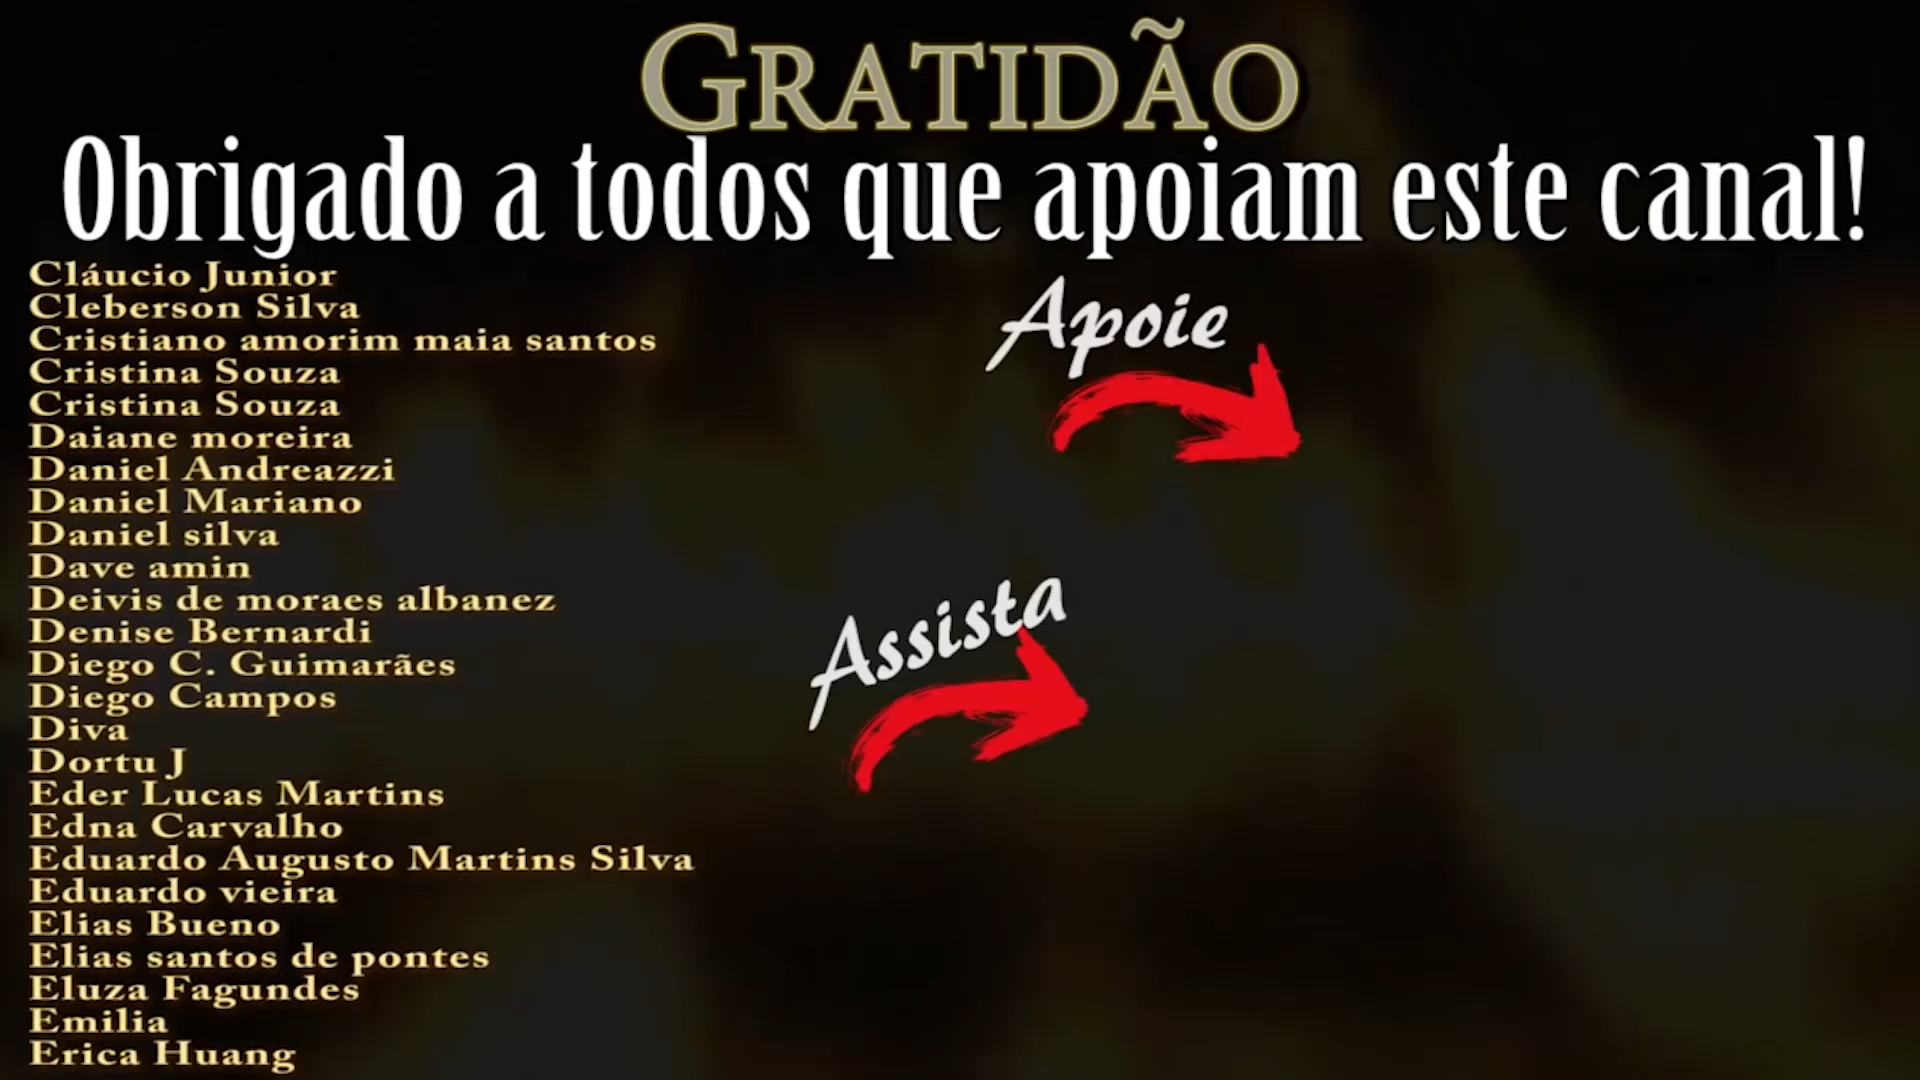 GRATIDÃO
Obrigado a todos que apoiam este canal!
Cláucio Junior
Cleberson Silva
Cristiano amorim maia santos
Cristina Souza
Cristina Souza
Daiane moreira
Daniel Andreazzi
Daniel Mariano
Daniel silva
Dave amin
Deivis de moraes albanez
Denise Bernardi
Diego C. Guimarães
Diego Campos
Diva
Dortu J
Eder Lucas Martins
Edna Carvalho
Eduardo Augusto Martins Silva
Eduardo vieira
Elias Bueno
Elias santos de pontes
Eluza Fagundes
Emilia
Erica Huang
Apoie
Assista